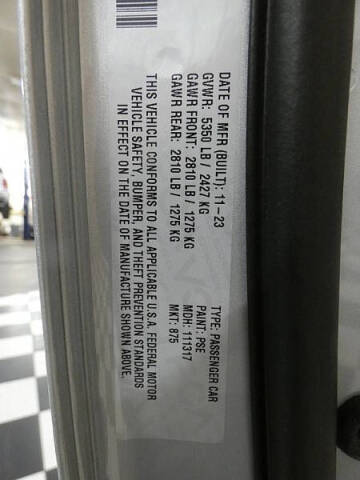 DATE OF MFR (BUILT): 11-23
GVWR: 5350 LB / 2427 KG
GAWR FRONT: 2810 LB / 1275 KG
GAWR REAR: 2810 LB / 1275 KG
THIS VEHICLE CONFORMS TO ALL APPLICABLE U.S.A. FEDERAL MOTOR
VEHICLE SAFETY, BUMPER, AND THEFT PREVENTION STANDARDS
IN EFFECT ON THE DATE OF MANUFACTURE SHOWN ABOVE.
TYPE: PASSENGER CAR
PAINT: PSE
MDH: 111317
MKT: 875